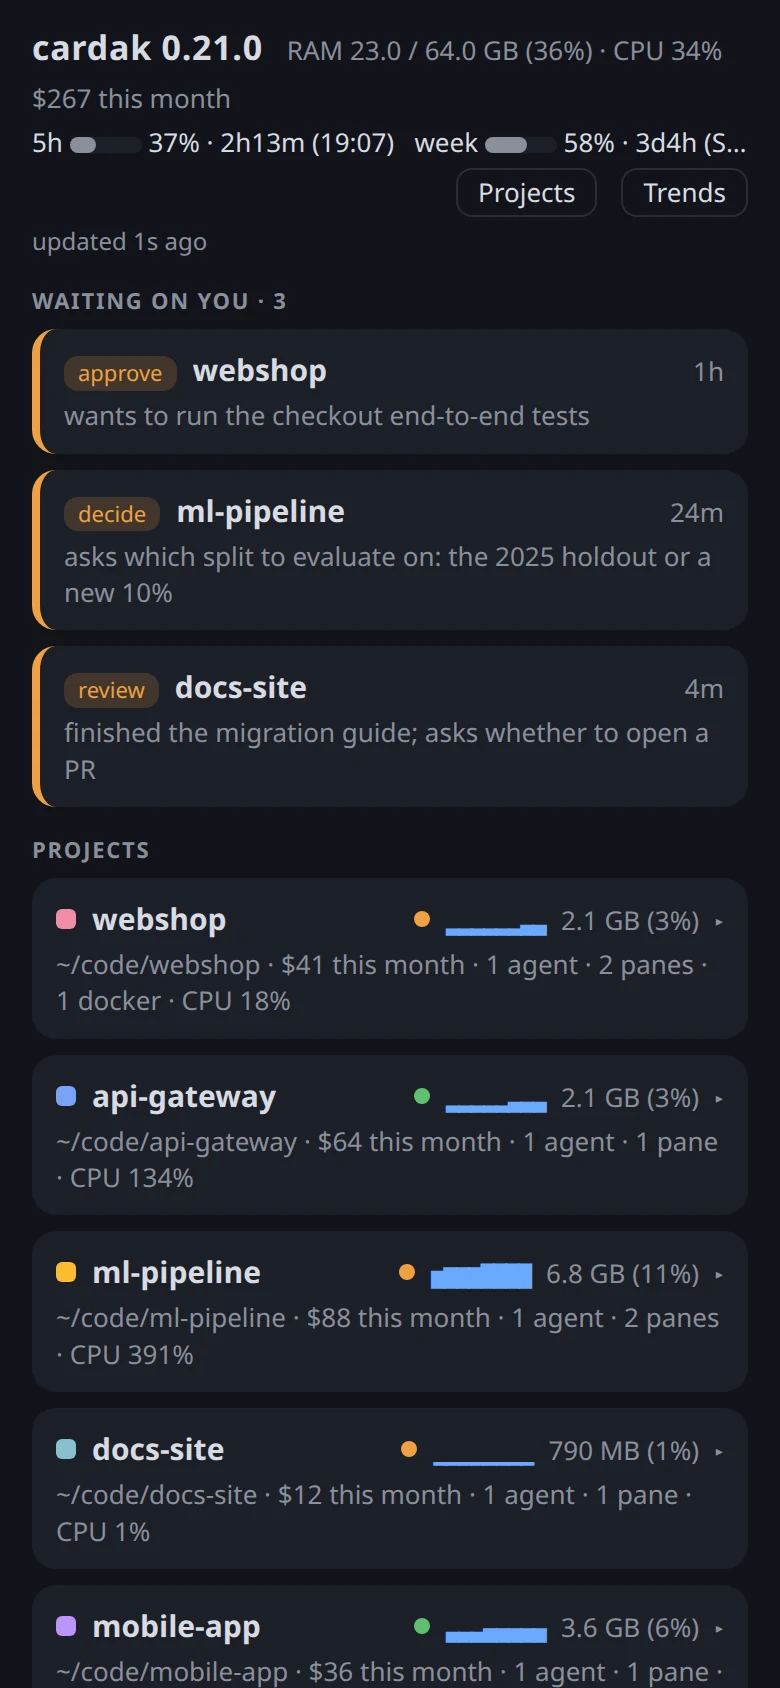 cardak 0.21.0 RAM 23.0 / 64.0 GB (36%) · CPU 34%
$267 this month
5h 37% · 2h13m (19:07) week 58% · 3d4h (S…
Projects Trends
updated 1s ago
WAITING ON YOU · 3
approve webshop 1h
wants to run the checkout end-to-end tests
decide ml-pipeline 24m
asks which split to evaluate on: the 2025 holdout or a
new 10%
review docs-site 4m
finished the migration guide; asks whether to open a
PR
PROJECTS
webshop 2.1 GB (3%) ▸
~/code/webshop · $41 this month · 1 agent · 2 panes ·
1 docker · CPU 18%
api-gateway 2.1 GB (3%) ▸
~/code/api-gateway · $64 this month · 1 agent · 1 pane
· CPU 134%
ml-pipeline 6.8 GB (11%) ▸
~/code/ml-pipeline · $88 this month · 1 agent · 2 panes
· CPU 391%
docs-site 790 MB (1%) ▸
~/code/docs-site · $12 this month · 1 agent · 1 pane ·
CPU 1%
mobile-app 3.6 GB (6%) ▸
~/code/mobile-app · $36 this month · 1 agent · 1 pane ·